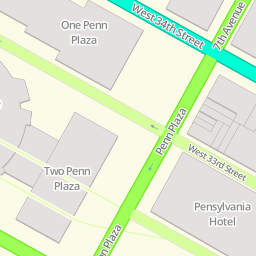 One Penn
Plaza
West 34th Street
7th Avenue
Penn Plaza
West 33rd Street
Two Penn
Plaza
Pensylvania
Hotel
Plaza